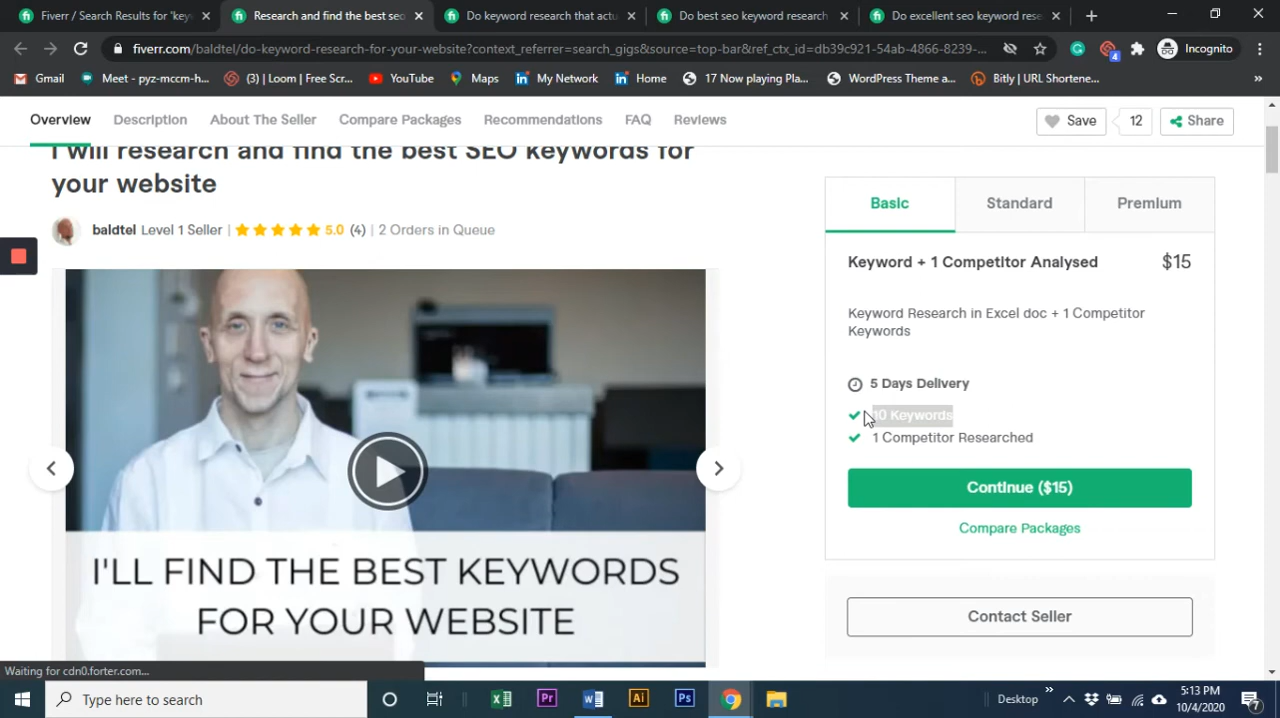 Fiverr / Search Results for 'key
Research and find the best seo
Do keyword research that actu
Do best seo keyword research
Do excellent seo keyword rese
fiverr.com/baldtel/do-keyword-research-for-your-website?context_referrer=search_gigs&source=top-bar&ref_ctx_id=db39c921-54ab-4866-8239-...
4
Incognito
Gmail
Meet - pyz-mccm-h...
(3) | Loom | Free Scr...
YouTube
Maps
My Network
Home
17 Now playing Pla...
WordPress Theme a...
Bitly | URL Shortene...
»
Overview
Description
About The Seller
Compare Packages
Recommendations
FAQ
Reviews
Save
12
Share
I will research and find the best SEO keywords for
your website
baldtel Level 1 Seller | 5.0 (4) | 2 Orders in Queue
I'LL FIND THE BEST KEYWORDS
FOR YOUR WEBSITE
Basic
Standard
Premium
Keyword + 1 Competitor Analysed
$15
Keyword Research in Excel doc + 1 Competitor
Keywords
5 Days Delivery
10 Keywords
1 Competitor Researched
Continue ($15)
Compare Packages
Contact Seller
Waiting for cdn0.forter.com...
Type here to search
Pr
Ai
Ps
Desktop
»
5:13 PM
10/4/2020
7